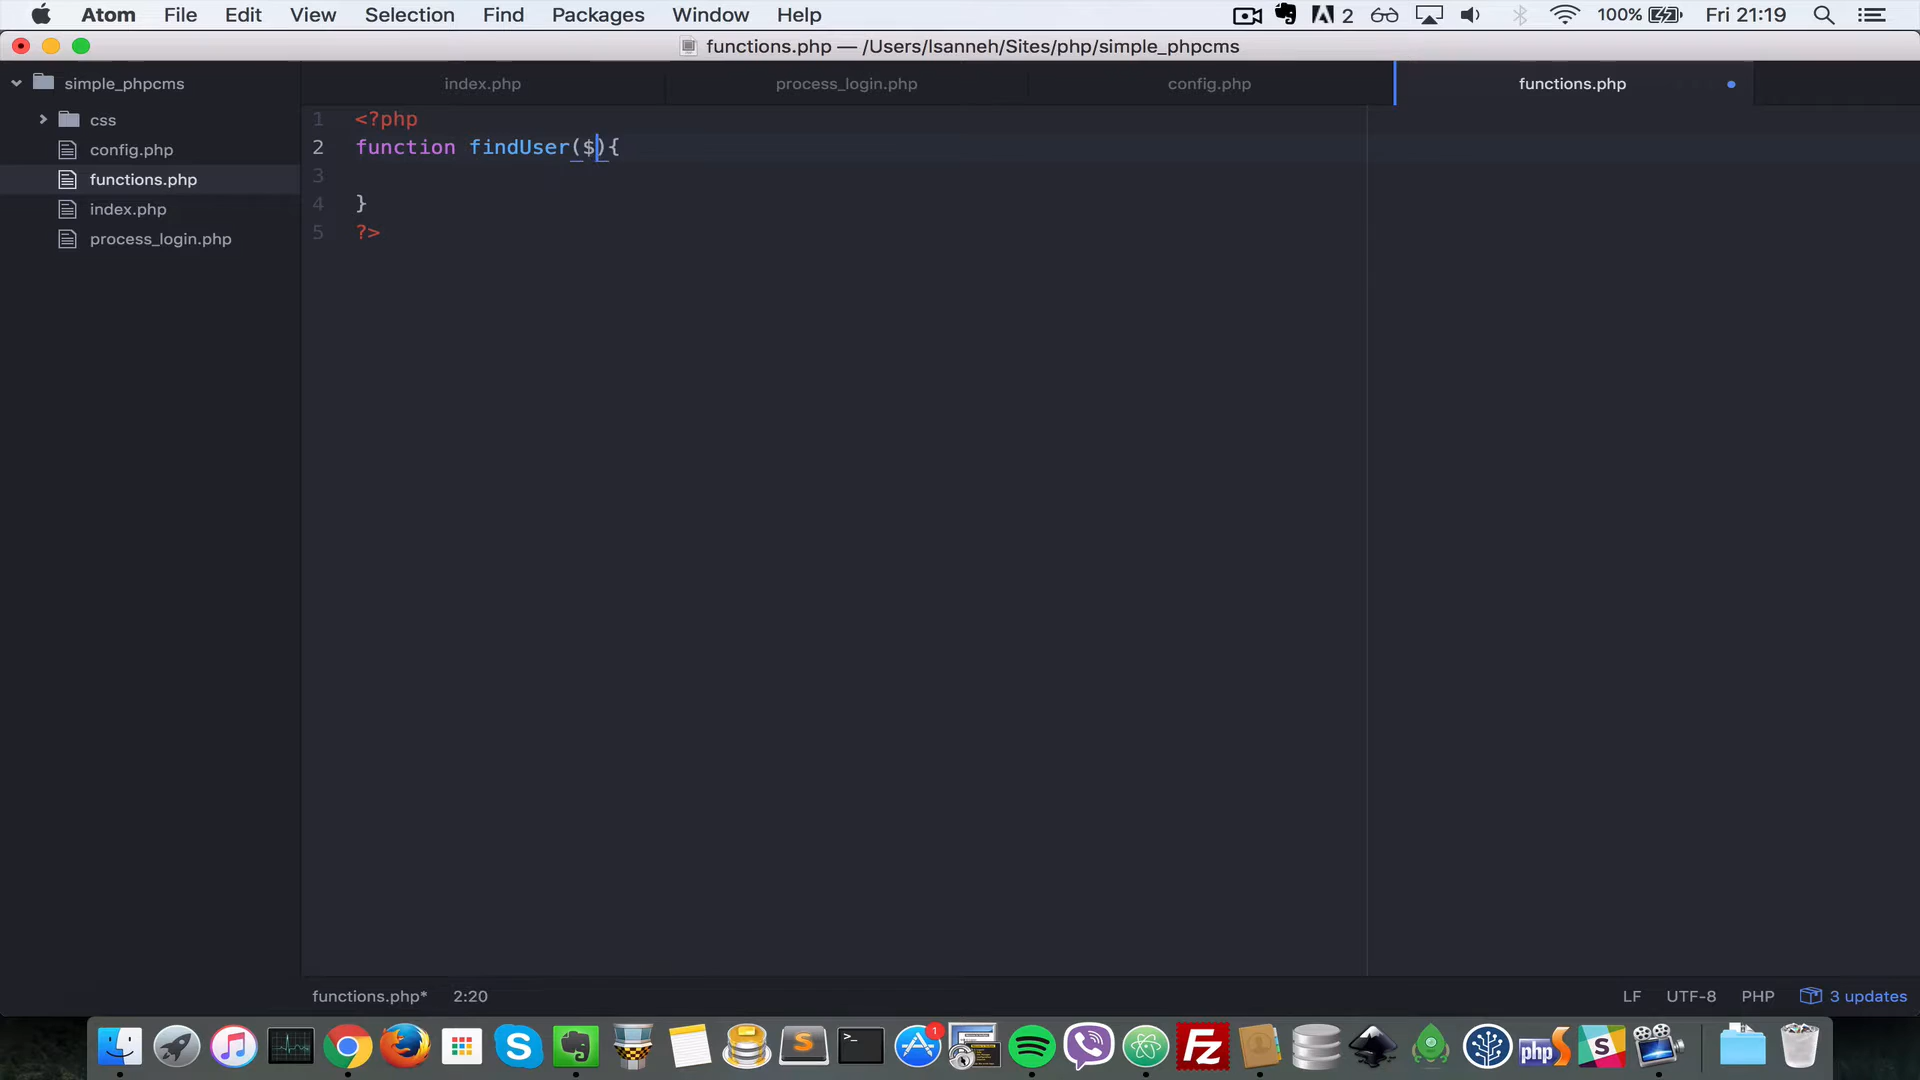 Atom File Edit View Selection Find Packages Window Help 2 100% Fri 21:19
functions.php — /Users/lsanneh/Sites/php/simple_phpcms
simple_phpcms
css
config.php
functions.php
index.php
process_login.php
index.php process_login.php config.php functions.php
1 <?php
2 function findUser($){
3
4 }
5 ?>
functions.php* 2:20 LF UTF-8 PHP 3 updates
S S >_ 1 FZ php S